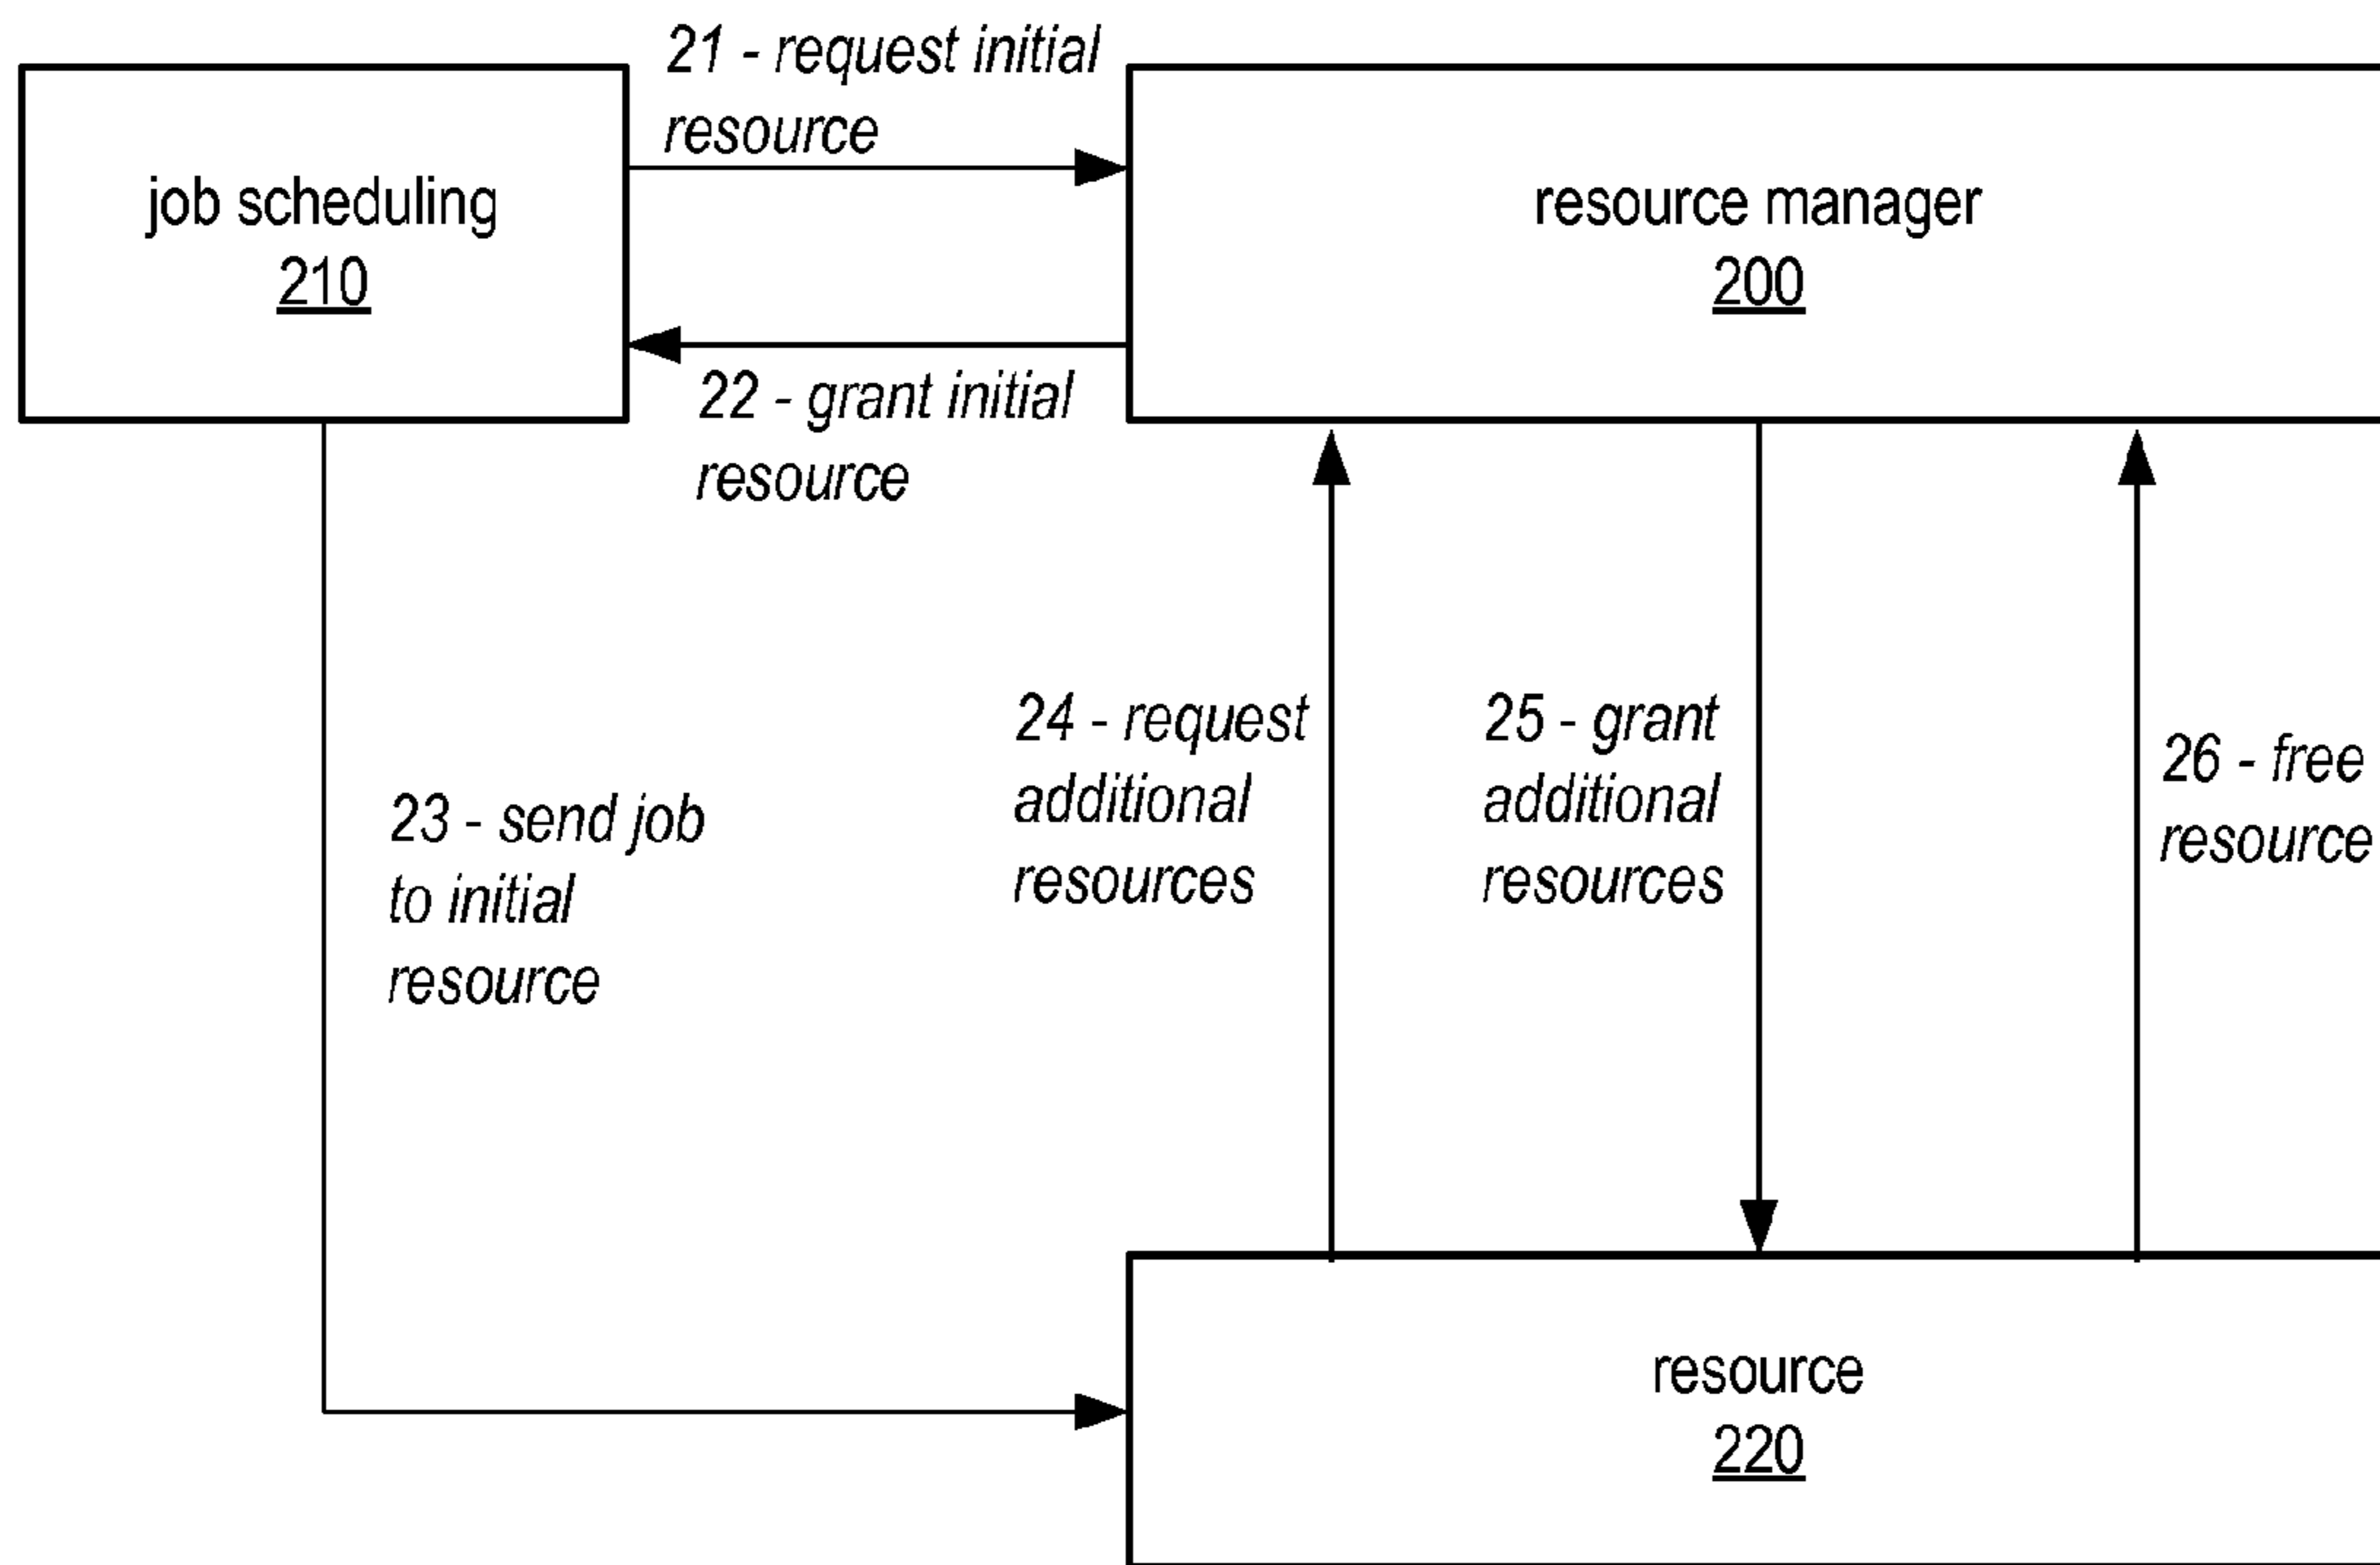 21 - request initial
resource
job scheduling
210
resource manager
200
22 - grant initial
resource
23 - send job
to initial
resource
24 - request
additional
resources
25 - grant
additional
resources
26 - free
resource
resource
220